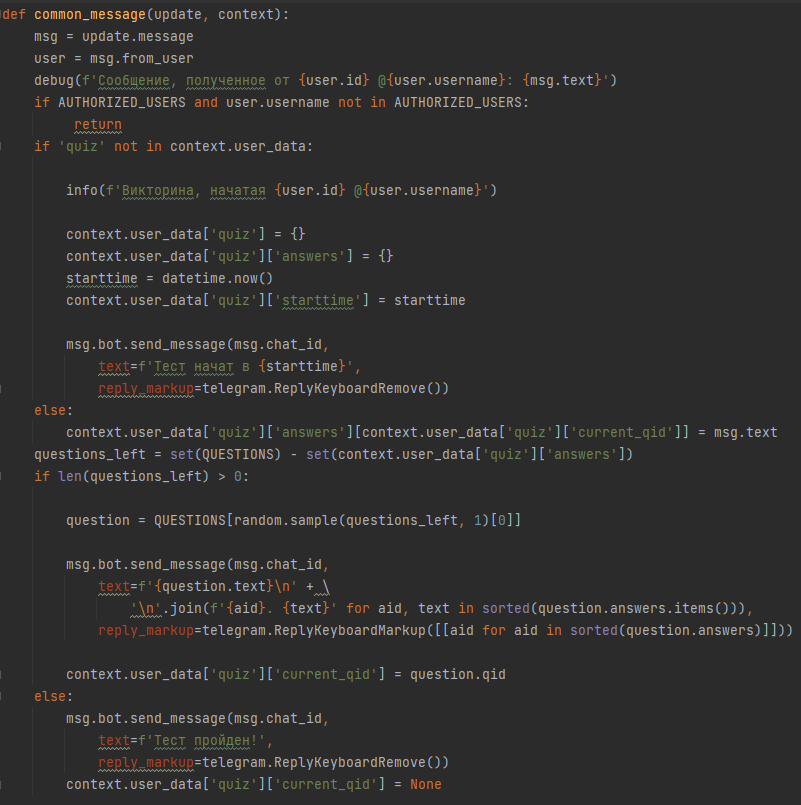 def common_message(update, context):
    msg = update.message
    user = msg.from_user
    debug(f'Сообщение, полученное от {user.id} @{user.username}: {msg.text}')
    if AUTHORIZED_USERS and user.username not in AUTHORIZED_USERS:
         return
    if 'quiz' not in context.user_data:
        info(f'Викторина, начатая {user.id} @{user.username}')
        context.user_data['quiz'] = {}
        context.user_data['quiz']['answers'] = {}
        starttime = datetime.now()
        context.user_data['quiz']['starttime'] = starttime
        msg.bot.send_message(msg.chat_id,
            text=f'Тест начат в {starttime}',
            reply_markup=telegram.ReplyKeyboardRemove())
    else:
        context.user_data['quiz']['answers'][context.user_data['quiz']['current_qid']] = msg.text
    questions_left = set(QUESTIONS) - set(context.user_data['quiz']['answers'])
    if len(questions_left) > 0:
        question = QUESTIONS[random.sample(questions_left, 1)[0]]
        msg.bot.send_message(msg.chat_id,
            text=f'{question.text}\n' + \
                '\n'.join(f'{aid}. {text}' for aid, text in sorted(question.answers.items())),
            reply_markup=telegram.ReplyKeyboardMarkup([[aid for aid in sorted(question.answers)]]))
        context.user_data['quiz']['current_qid'] = question.qid
    else:
        msg.bot.send_message(msg.chat_id,
            text=f'Тест пройден!',
            reply_markup=telegram.ReplyKeyboardRemove())
        context.user_data['quiz']['current_qid'] = None